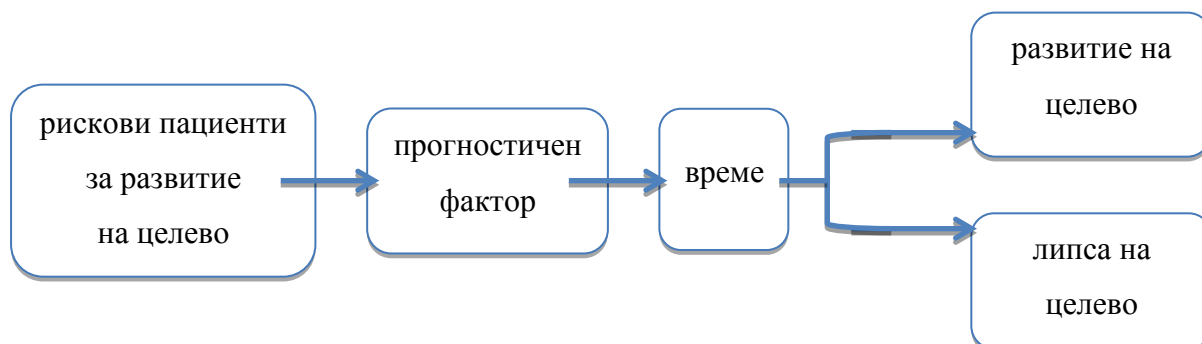 рискови пациенти
за развитие
на целево
прогностичен
фактор
време
развитие на
целево
липса на
целево